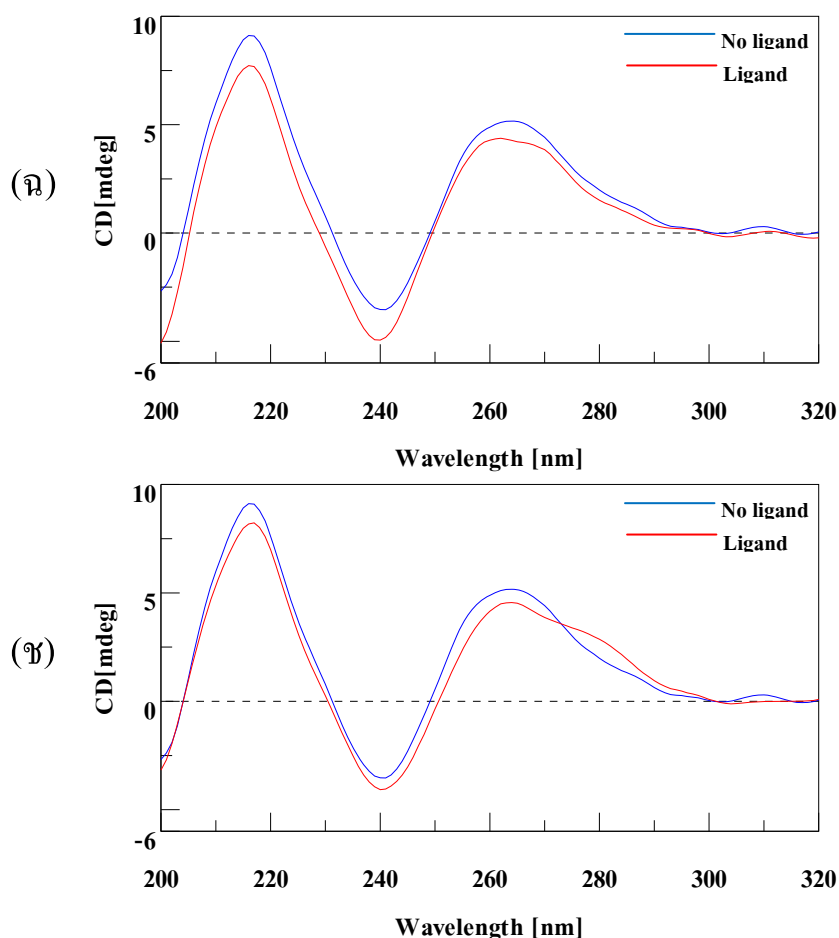 10
No ligand
Ligand
5
(ฉ)
CD[mdeg]
0
-6
200 220 240 260 280 300 320
Wavelength [nm]
10
No ligand
Ligand
5
(ช)
CD[mdeg]
0
-6
200 220 240 260 280 300 320
Wavelength [nm]